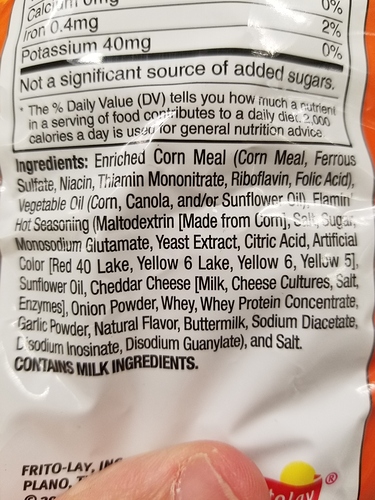 0mg 0%
Iron 0.4mg 2%
Potassium 40mg 0%
Not a significant source of added sugars.
* The % Daily Value (DV) tells you how much a nutrient
in a serving of food contributes to a daily diet. 2,000
calories a day is used for general nutrition advice.
Ingredients: Enriched Corn Meal (Corn Meal, Ferrous
Sulfate, Niacin, Thiamin Mononitrate, Riboflavin, Folic Acid),
Vegetable Oil (Corn, Canola, and/or Sunflower Oil), Flamin'
Hot Seasoning (Maltodextrin [Made from Corn], Salt, Sugar,
Monosodium Glutamate, Yeast Extract, Citric Acid, Artificial
Color [Red 40 Lake, Yellow 6 Lake, Yellow 6, Yellow 5],
Sunflower Oil, Cheddar Cheese [Milk, Cheese Cultures, Salt,
Enzymes], Onion Powder, Whey, Whey Protein Concentrate,
Garlic Powder, Natural Flavor, Buttermilk, Sodium Diacetate,
Disodium Inosinate, Disodium Guanylate), and Salt.
CONTAINS MILK INGREDIENTS.
FRITO-LAY, INC
PLANO,
®